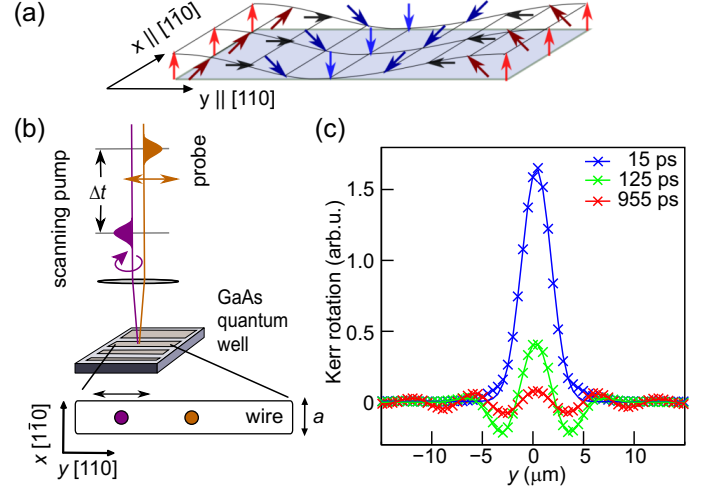 (a)
x || [11̄0]
y || [110]
(b)
scanning pump
Δt
probe
GaAs
quantum
well
wire
a
x [11̄0]
y [110]
(c)
Kerr rotation (arb.u.)
1.5
1.0
0.5
0
15 ps
125 ps
955 ps
−10
−5
0
5
10
y (μm)